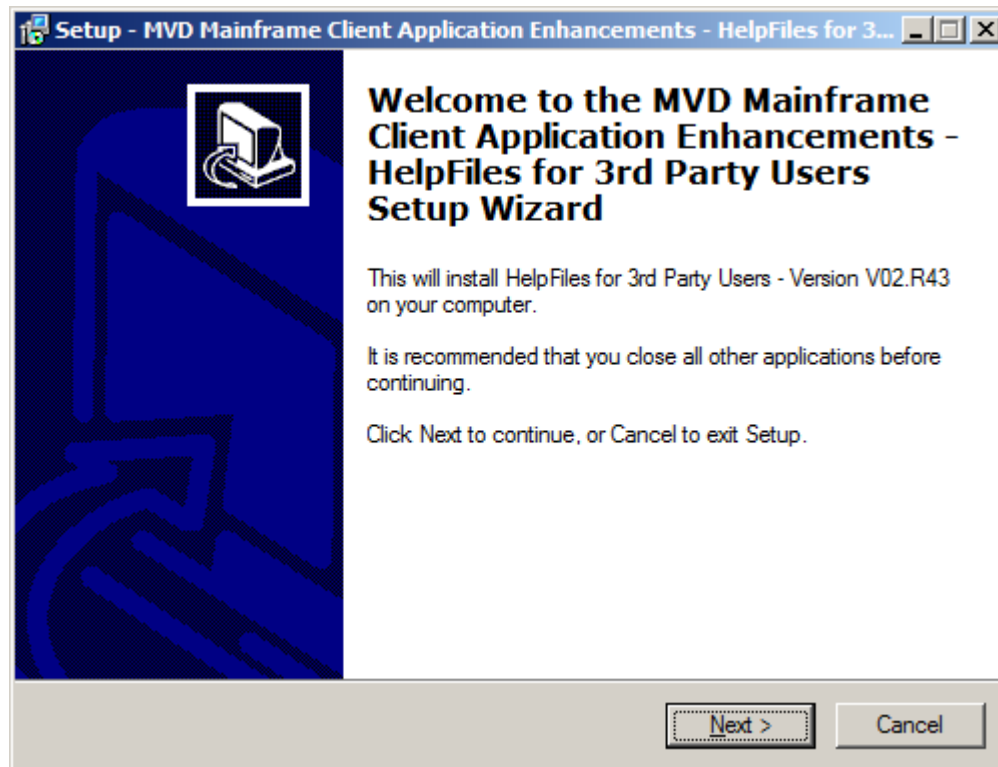 Setup - MVD Mainframe Client Application Enhancements - HelpFiles for 3...
Welcome to the MVD Mainframe
Client Application Enhancements -
HelpFiles for 3rd Party Users
Setup Wizard
This will install HelpFiles for 3rd Party Users - Version V02.R43
on your computer.
It is recommended that you close all other applications before
continuing.
Click Next to continue, or Cancel to exit Setup.
Next >
Cancel